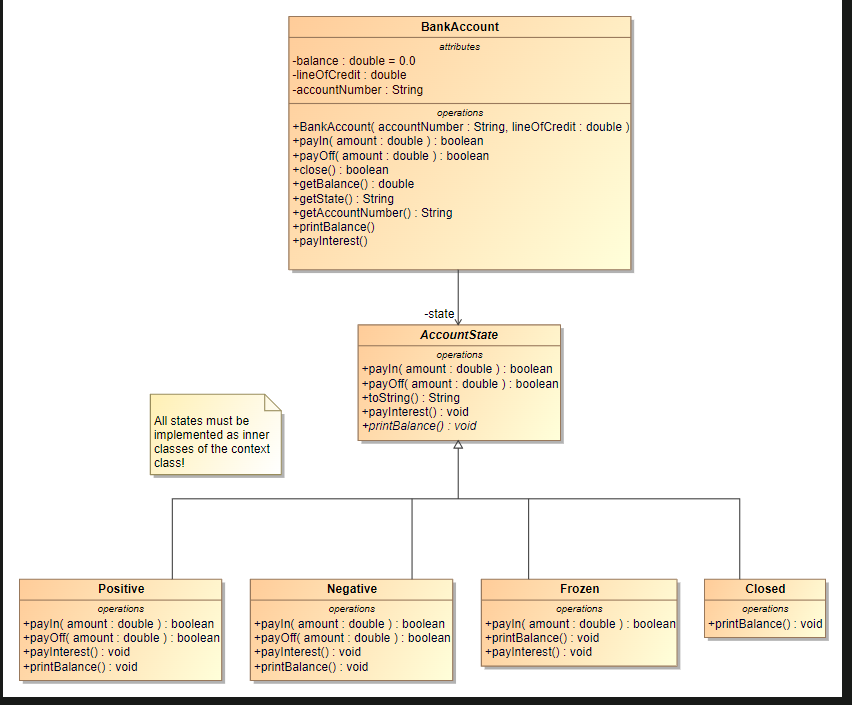 BankAccount
attributes
-balance : double = 0.0
-lineOfCredit : double
-accountNumber : String
operations
+BankAccount( accountNumber : String, lineOfCredit : double )
+payIn( amount : double ) : boolean
+payOff( amount : double ) : boolean
+close() : boolean
+getBalance() : double
+getState() : String
+getAccountNumber() : String
+printBalance()
+payInterest()
-state
AccountState
operations
+payIn( amount : double ) : boolean
+payOff( amount : double ) : boolean
+toString() : String
+payInterest() : void
+printBalance() : void
All states must be
implemented as inner
classes of the context
class!
Positive
operations
+payIn( amount : double ) : boolean
+payOff( amount : double ) : boolean
+payInterest() : void
+printBalance() : void
Negative
operations
+payIn( amount : double ) : boolean
+payOff( amount : double ) : boolean
+payInterest() : void
+printBalance() : void
Frozen
operations
+payIn( amount : double ) : boolean
+printBalance() : void
+payInterest() : void
Closed
operations
+printBalance() : void